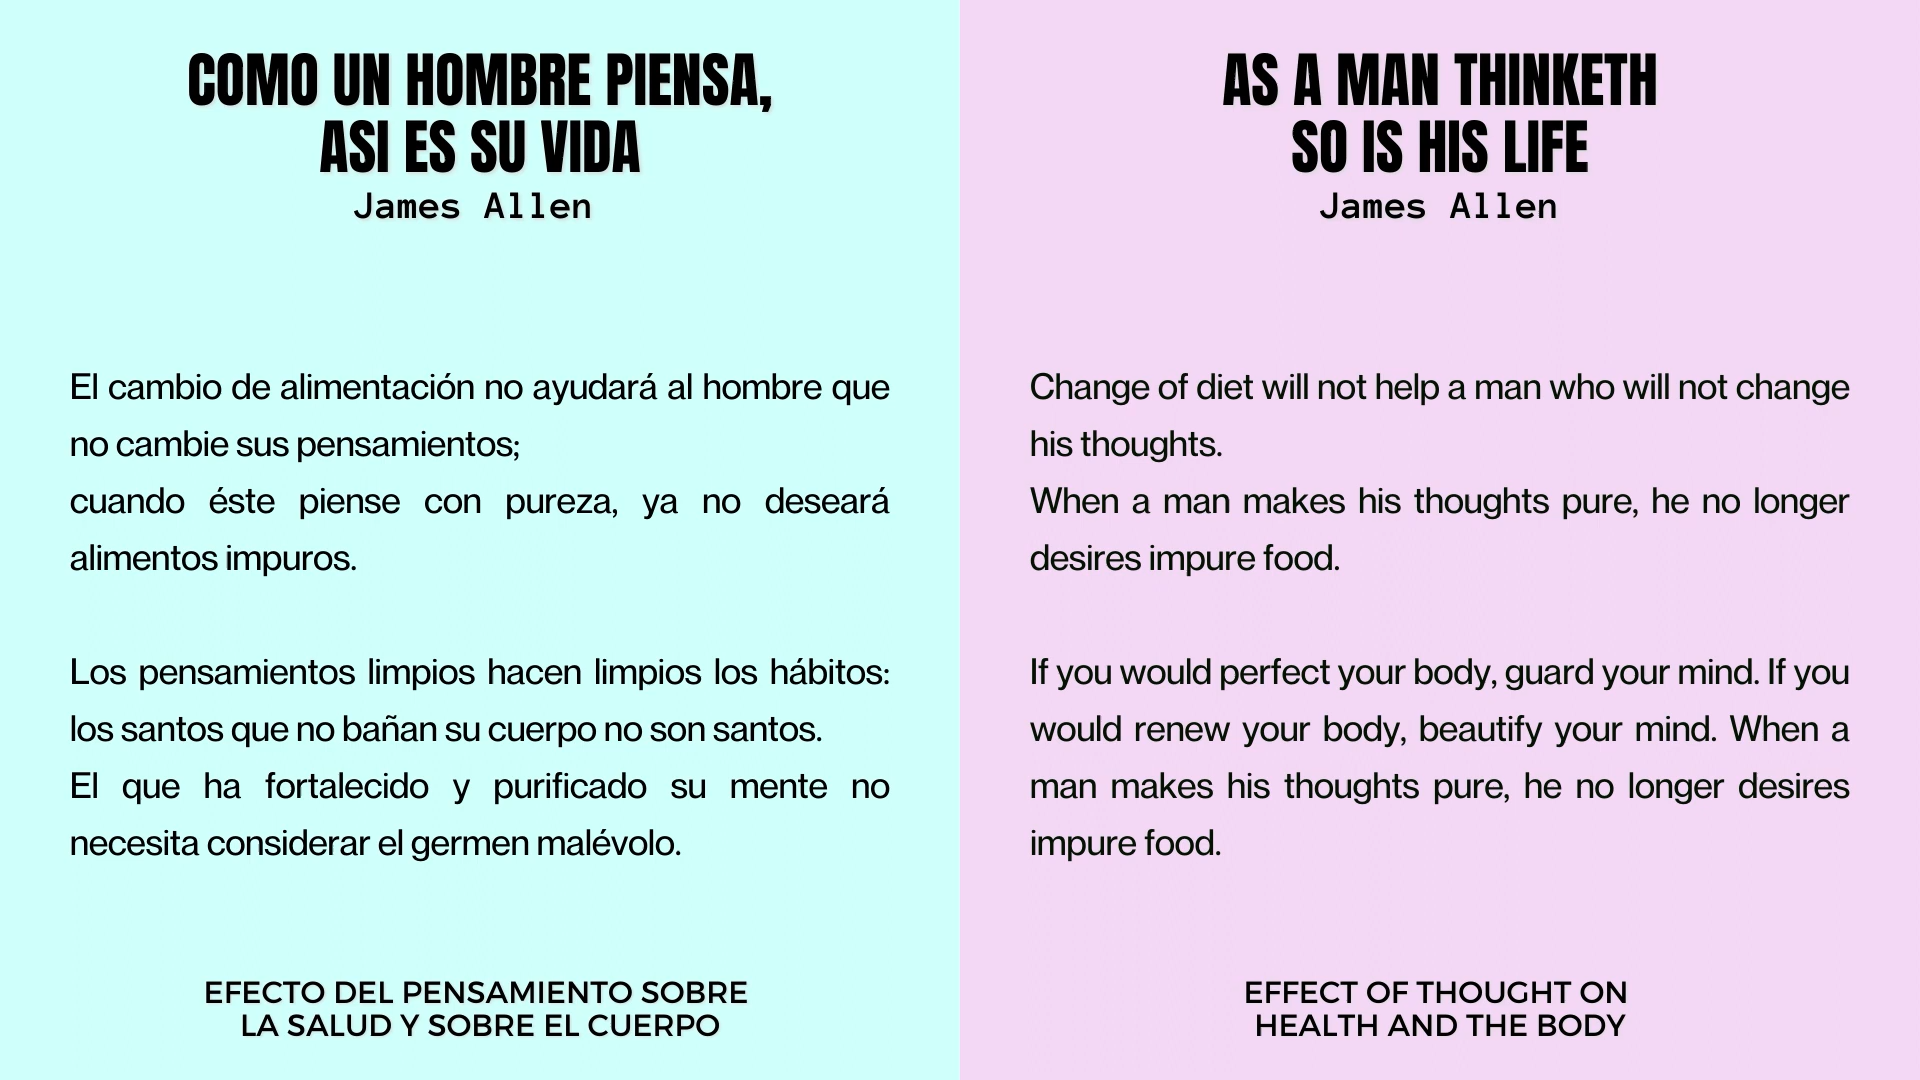 COMO UN HOMBRE PIENSA,
ASI ES SU VIDA
James Allen
El cambio de alimentación no ayudará al hombre que
no cambie sus pensamientos;
cuando éste piense con pureza, ya no deseará
alimentos impuros.
Los pensamientos limpios hacen limpios los hábitos:
los santos que no bañan su cuerpo no son santos.
El que ha fortalecido y purificado su mente no
necesita considerar el germen malévolo.
EFECTO DEL PENSAMIENTO SOBRE
LA SALUD Y SOBRE EL CUERPO
AS A MAN THINKETH
SO IS HIS LIFE
James Allen
Change of diet will not help a man who will not change
his thoughts.
When a man makes his thoughts pure, he no longer
desires impure food.
If you would perfect your body, guard your mind. If you
would renew your body, beautify your mind. When a
man makes his thoughts pure, he no longer desires
impure food.
EFFECT OF THOUGHT ON
HEALTH AND THE BODY